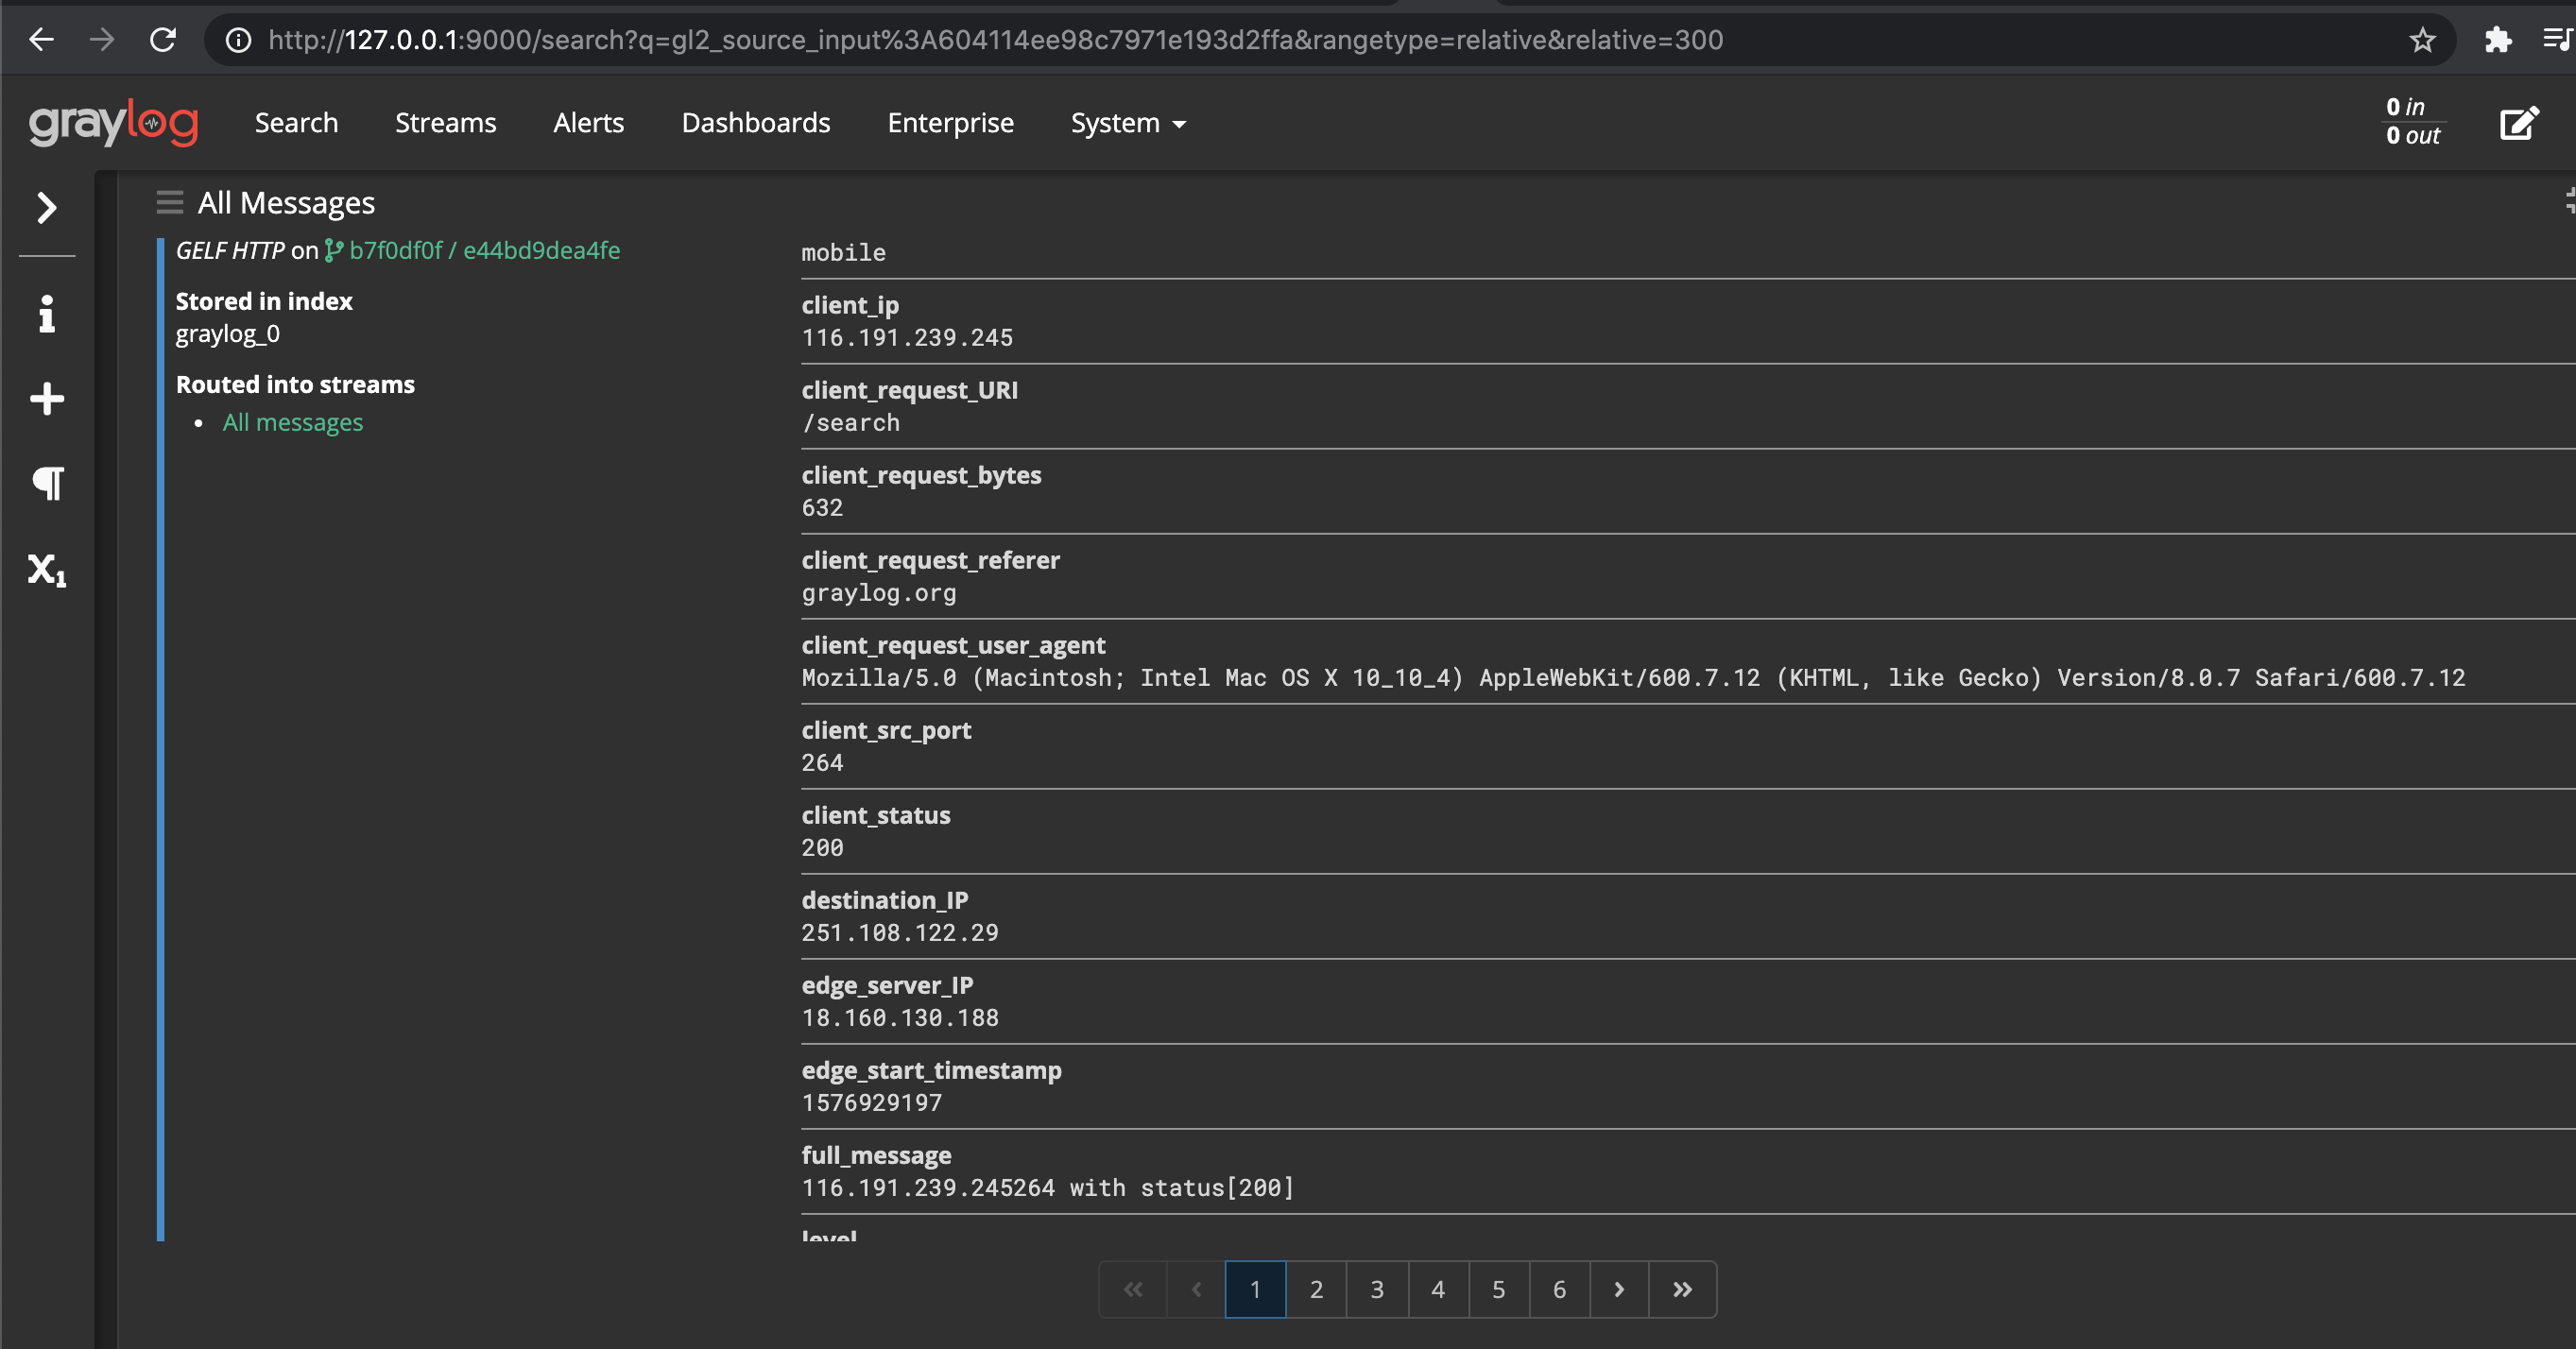 http://127.0.0.1:9000/search?q=gl2_source_input%3A604114ee98c7971e193d2ffa&rangetype=relative&relative=300
graylog Search Streams Alerts Dashboards Enterprise System
0 in
0 out
All Messages
GELF HTTP on b7f0df0f / e44bd9dea4fe
Stored in index
graylog_0
Routed into streams
• All messages
X1
mobile
client_ip
116.191.239.245
client_request_URI
/search
client_request_bytes
632
client_request_referer
graylog.org
client_request_user_agent
Mozilla/5.0 (Macintosh; Intel Mac OS X 10_10_4) AppleWebKit/600.7.12 (KHTML, like Gecko) Version/8.0.7 Safari/600.7.12
client_src_port
264
client_status
200
destination_IP
251.108.122.29
edge_server_IP
18.160.130.188
edge_start_timestamp
1576929197
full_message
116.191.239.245264 with status[200]
level
« ‹ 1 2 3 4 5 6 › »